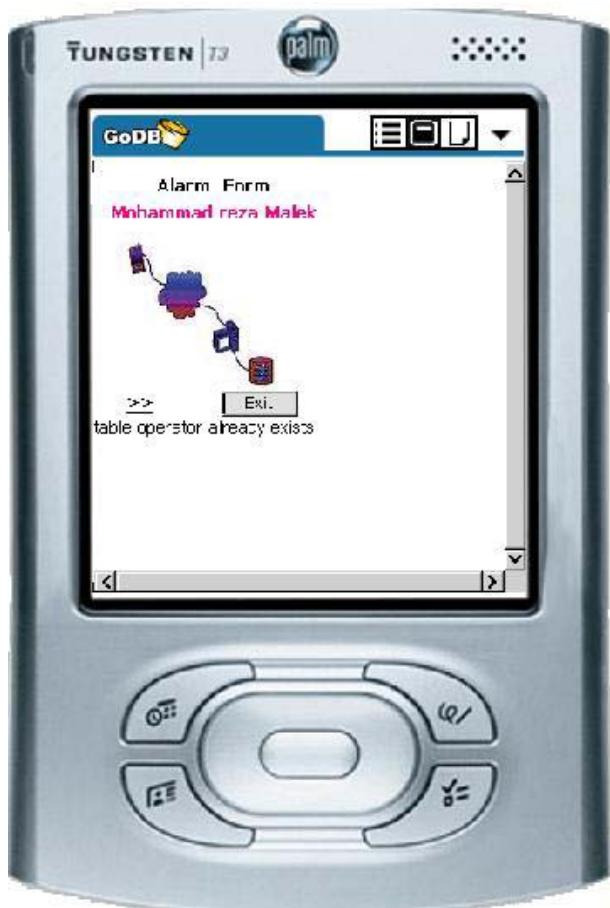 TUNGSTEN | T3
palm
GoDB
Alarm Form
Mohammad reza Malek
>> Exit
table operator already exists